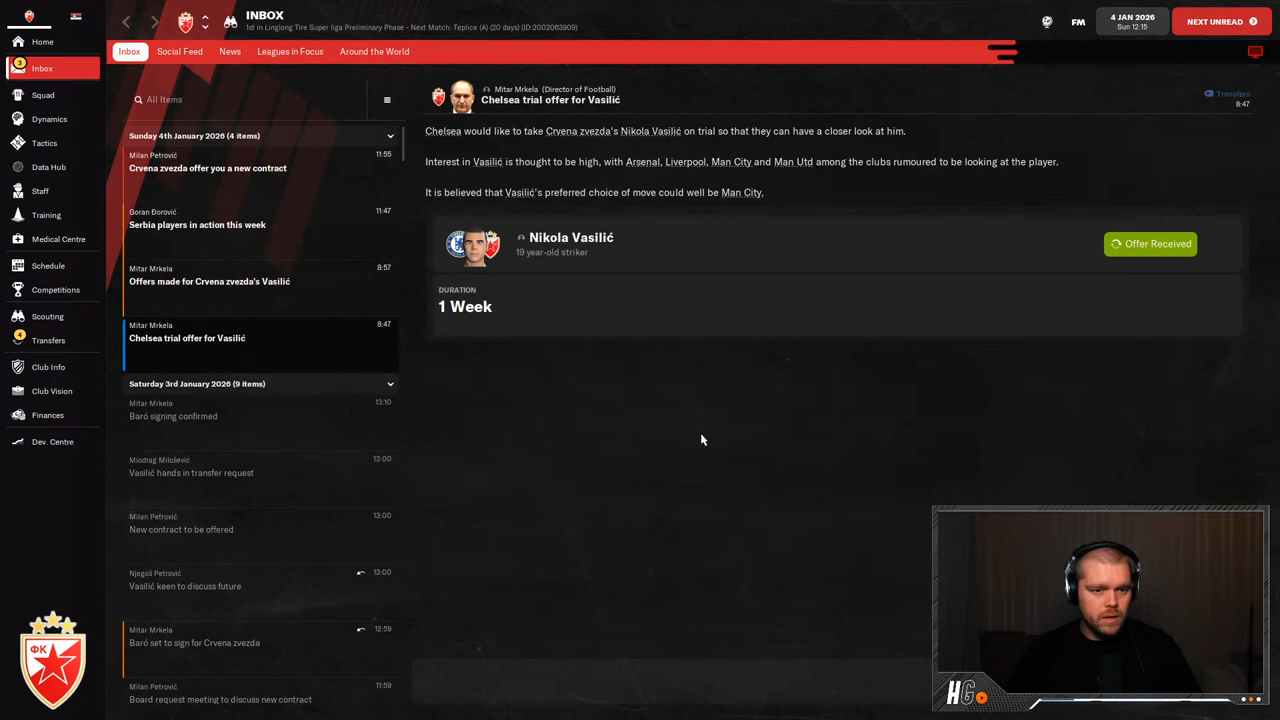 INBOX
1st in Linglong Tire Super liga Preliminary Phase - Next Match: Teplice (A) (20 days) (ID:2002063909)
FM
4 JAN 2026
Sun 12:15
NEXT UNREAD
Home
3
Inbox
Squad
Dynamics
Tactics
Data Hub
Staff
Training
Medical Centre
Schedule
Competitions
Scouting
4
Transfers
Club Info
Club Vision
Finances
Dev. Centre
ФК
Inbox
Social Feed
News
Leagues in Focus
Around the World
All Items
Sunday 4th January 2026 (4 items)
Milan Petrović 11:55
Crvena zvezda offer you a new contract
Goran Đorović 11:47
Serbia players in action this week
Mitar Mrkela 8:57
Offers made for Crvena zvezda's Vasilić
Mitar Mrkela 8:47
Chelsea trial offer for Vasilić
Saturday 3rd January 2026 (9 items)
Mitar Mrkela 13:10
Baró signing confirmed
Miodrag Milošević 13:00
Vasilić hands in transfer request
Milan Petrović 13:00
New contract to be offered
Njegoš Petrović 13:00
Vasilić keen to discuss future
Mitar Mrkela 12:59
Baró set to sign for Crvena zvezda
Milan Petrović 11:59
Board request meeting to discuss new contract
Mitar Mrkela (Director of Football)
Chelsea trial offer for Vasilić
Transfers
8:47
Chelsea would like to take Crvena zvezda's Nikola Vasilić on trial so that they can have a closer look at him.
Interest in Vasilić is thought to be high, with Arsenal, Liverpool, Man City and Man Utd among the clubs rumoured to be looking at the player.
It is believed that Vasilić's preferred choice of move could well be Man City.
Nikola Vasilić
19 year-old striker
Offer Received
DURATION
1 Week
HG